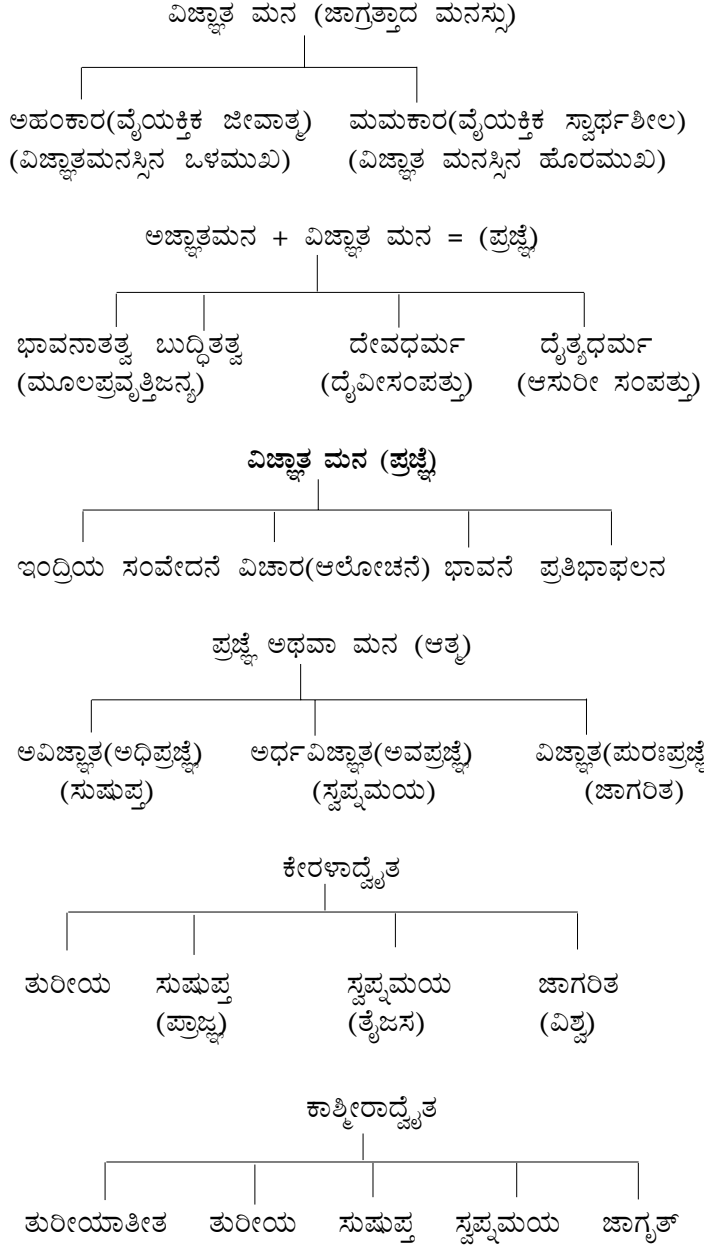 ವಿಜ್ಞಾತ ಮನ (ಜಾಗ್ರತ್ತಾದ ಮನಸ್ಸು)
ಅಹಂಕಾರ(ವೈಯಕ್ತಿಕ ಜೀವಾತ್ಮ) ಮಮಕಾರ(ವೈಯಕ್ತಿಕ ಸ್ವಾರ್ಥಶೀಲ)
(ವಿಜ್ಞಾತಮನಸ್ಸಿನ ಒಳಮುಖ) (ವಿಜ್ಞಾತ ಮನಸ್ಸಿನ ಹೊರಮುಖ)
ಅಜ್ಞಾತಮನ + ವಿಜ್ಞಾತ ಮನ = (ಪ್ರಜ್ಞೆ)
ಭಾವನಾತತ್ವ ಬುದ್ಧಿತತ್ವ ದೇವಧರ್ಮ ದೈತ್ಯಧರ್ಮ
(ಮೂಲಪ್ರವೃತ್ತಿಜನ್ಯ) (ದೈವೀಸಂಪತ್ತು) (ಆಸುರೀ ಸಂಪತ್ತು)
ವಿಜ್ಞಾತ ಮನ (ಪ್ರಜ್ಞೆ)
ಇಂದ್ರಿಯ ಸಂವೇದನೆ ವಿಚಾರ(ಆಲೋಚನೆ) ಭಾವನೆ ಪ್ರತಿಭಾಫಲನ
ಪ್ರಜ್ಞೆ ಅಥವಾ ಮನ (ಆತ್ಮ)
ಅವಿಜ್ಞಾತ(ಅಧಿಪ್ರಜ್ಞೆ) ಅರ್ಧವಿಜ್ಞಾತ(ಅವಪ್ರಜ್ಞೆ) ವಿಜ್ಞಾತ(ಪುರಃಪ್ರಜ್ಞೆ
(ಸುಷುಪ್ತ) (ಸ್ವಪ್ನಮಯ) (ಜಾಗರಿತ)
ಕೇರಳಾದ್ವೈತ
ತುರೀಯ ಸುಷುಪ್ತ ಸ್ವಪ್ನಮಯ ಜಾಗರಿತ
(ಪ್ರಾಜ್ಞ) (ತೈಜಸ) (ವಿಶ್ವ)
ಕಾಶ್ಮೀರಾದ್ವೈತ
ತುರೀಯಾತೀತ ತುರೀಯ ಸುಷುಪ್ತ ಸ್ವಪ್ನಮಯ ಜಾಗೃತ್